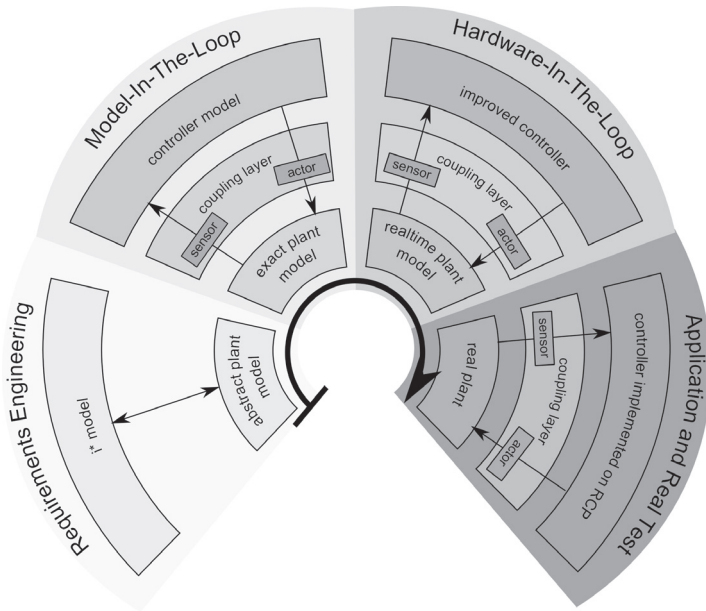 Requirements Engineering
i* model
abstract plant
model
Model-In-The-Loop
controller model
coupling layer
actor
sensor
exact plant
model
Hardware-In-The-Loop
improved controller
coupling layer
sensor
actor
realtime plant
model
Application and Real Test
controller implemented on RCP
coupling layer
sensor
actor
real plant